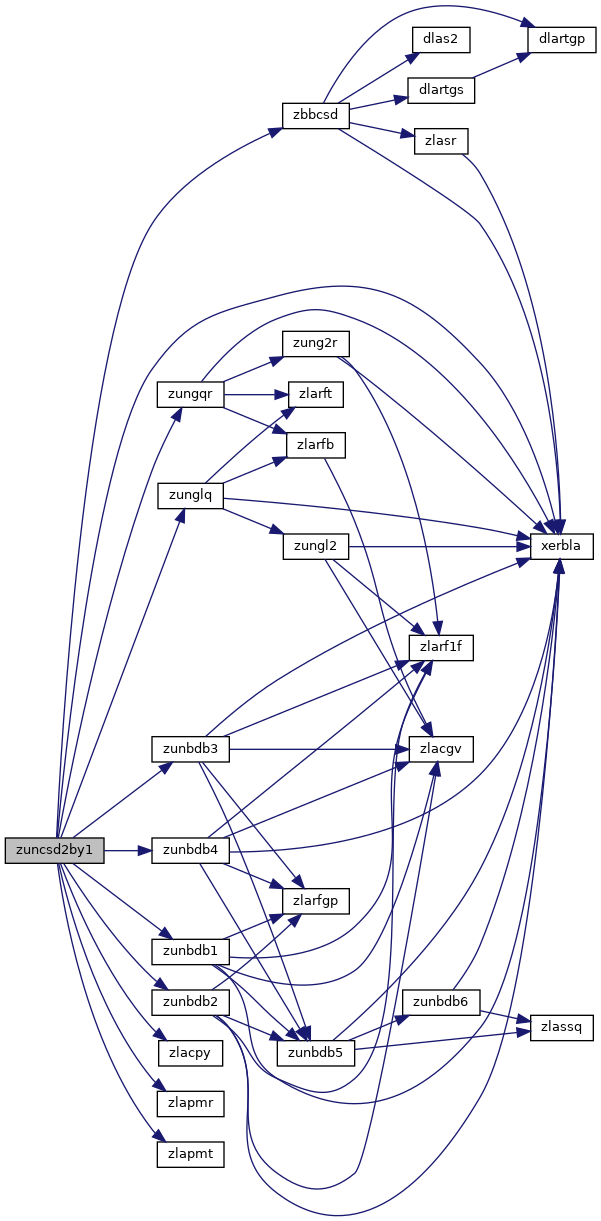 dlas2
dlartgp
dlartgs
zbbcsd
zlasr
zung2r
zungqr
zlarft
zlarfb
zunglq
zungl2
xerbla
zlarf1f
zunbdb3
zlacgv
zuncsd2by1
zunbdb4
zlarfgp
zunbdb1
zunbdb2
zunbdb6
zlassq
zlacpy
zunbdb5
zlapmr
zlapmt